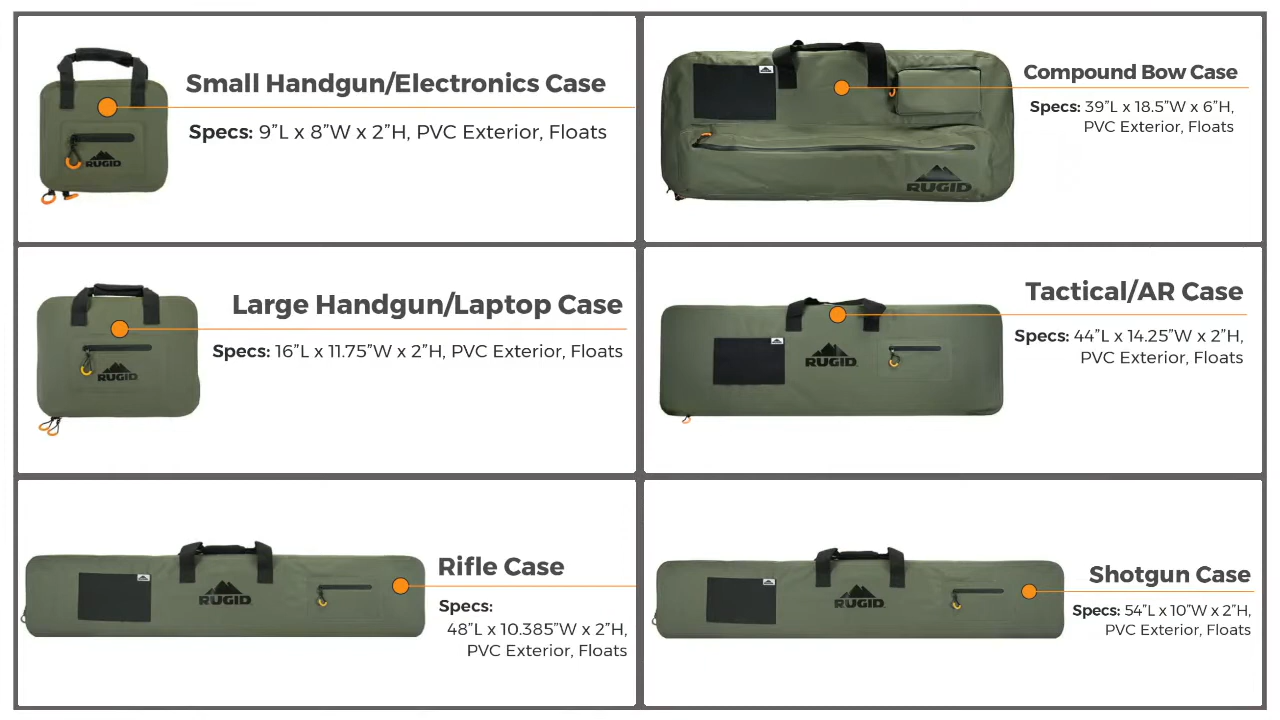 Small Handgun/Electronics Case
Specs: 9”L x 8”W x 2”H, PVC Exterior, Floats
RUGID
Compound Bow Case
Specs: 39”L x 18.5”W x 6”H,
PVC Exterior, Floats
RUGID
Large Handgun/Laptop Case
Specs: 16”L x 11.75”W x 2”H, PVC Exterior, Floats
RUGID
Tactical/AR Case
Specs: 44”L x 14.25”W x 2”H,
PVC Exterior, Floats
RUGID
Rifle Case
Specs:
48”L x 10.385”W x 2”H,
PVC Exterior, Floats
RUGID
Shotgun Case
Specs: 54”L x 10”W x 2”H,
PVC Exterior, Floats
RUGID